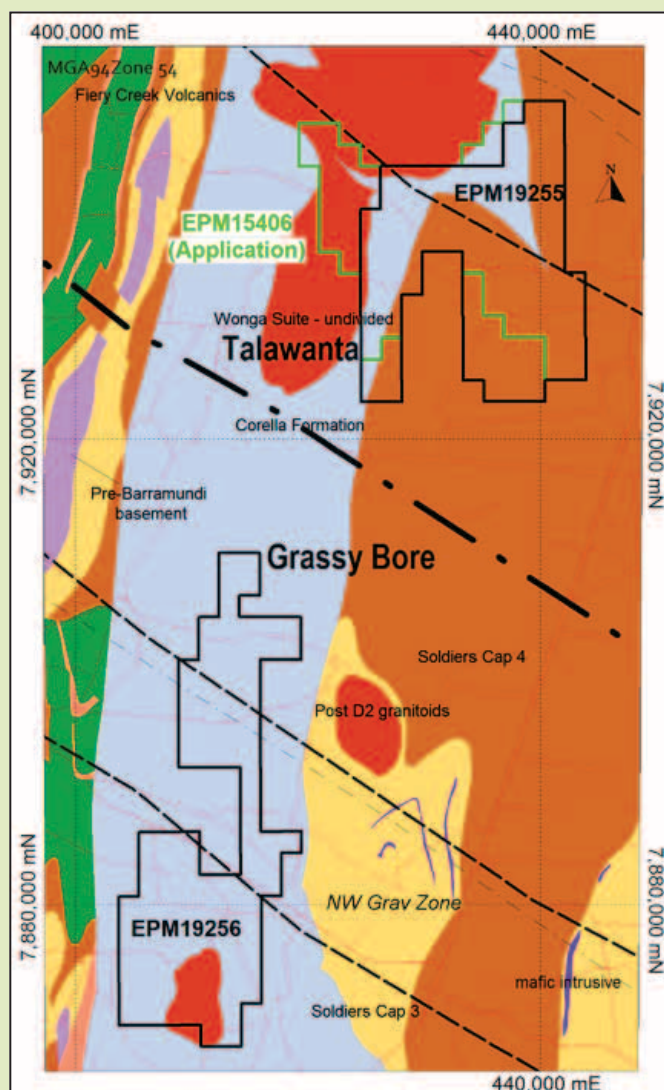 400,000 mE
440,000 mE
MGA94Zone 54
Fiery Creek Volcanics
N
EPM19255
EPM15406
(Application)
Wonga Suite - undivided
Talawanta
Corella Formation
7,920,000 mN
7,920,000 mN
Pre-Barramundi
basement
Grassy Bore
Soldiers Cap 4
Post D2 granitoids
7,880,000 mN
7,880,000 mN
NW Grav Zone
EPM19256
mafic intrusive
Soldiers Cap 3
440,000 mE